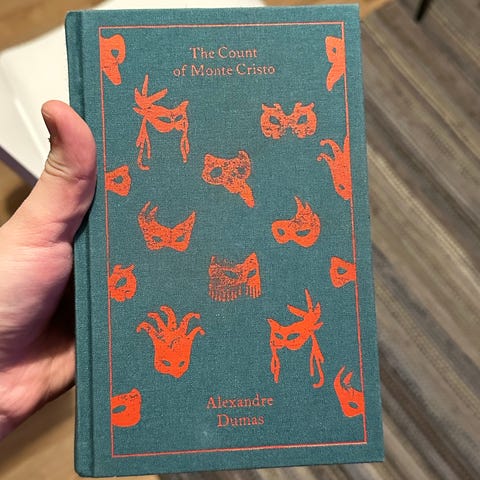 The Count
of Monte Cristo
Alexandre
Dumas